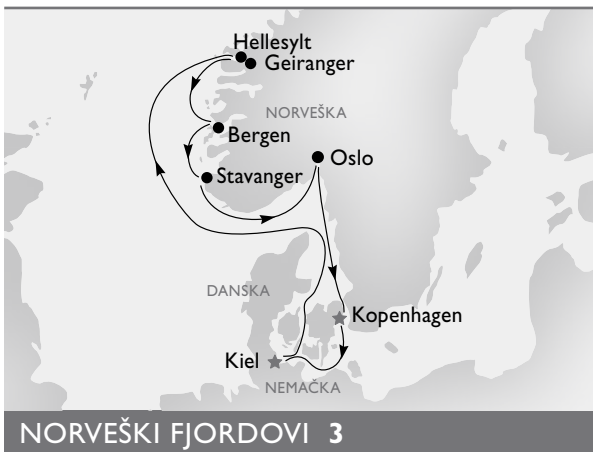 Hellesylt
Geiranger
NORVEŠKA
Bergen
Oslo
Stavanger
DANSKA
Kopenhagen
Kiel
NEMAČKA
NORVEŠKI FJORDOVI 3